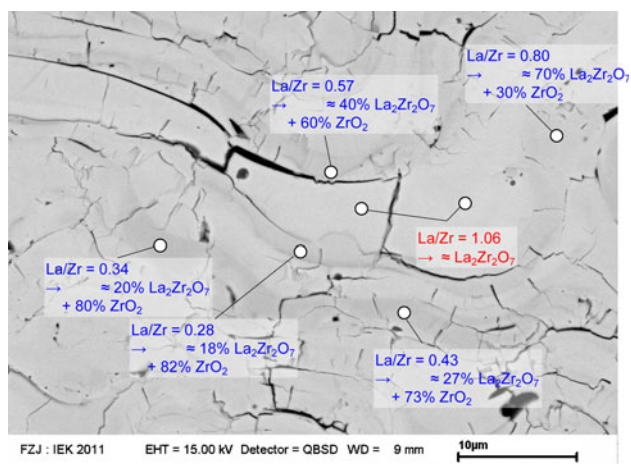 La/Zr = 0.80
→ ≈ 70% La₂Zr₂O₇
+ 30% ZrO₂
La/Zr = 0.57
→ ≈ 40% La₂Zr₂O₇
+ 60% ZrO₂
La/Zr = 1.06
→ ≈ La₂Zr₂O₇
La/Zr = 0.34
→ ≈ 20% La₂Zr₂O₇
+ 80% ZrO₂
La/Zr = 0.28
→ ≈ 18% La₂Zr₂O₇
+ 82% ZrO₂
La/Zr = 0.43
→ ≈ 27% La₂Zr₂O₇
+ 73% ZrO₂
FZJ : IEK 2011 EHT = 15.00 kV Detector = QBSD WD = 9 mm 10µm